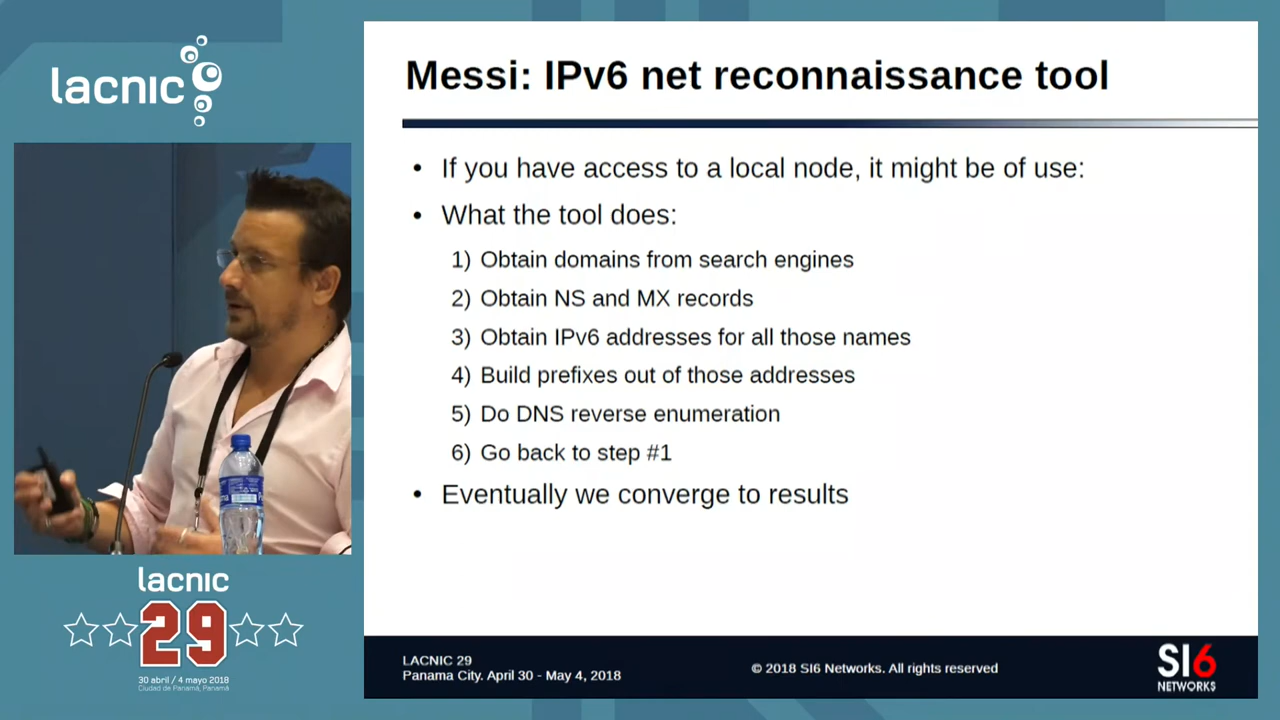 lacnic
Messi: IPv6 net reconnaissance tool
• If you have access to a local node, it might be of use:
• What the tool does:
1) Obtain domains from search engines
2) Obtain NS and MX records
3) Obtain IPv6 addresses for all those names
4) Build prefixes out of those addresses
5) Do DNS reverse enumeration
6) Go back to step #1
• Eventually we converge to results
lacnic
29
30 abril / 4 mayo 2018
Ciudad de Panamá, Panamá
LACNIC 29
Panama City. April 30 - May 4, 2018
© 2018 SI6 Networks. All rights reserved
SI6
NETWORKS